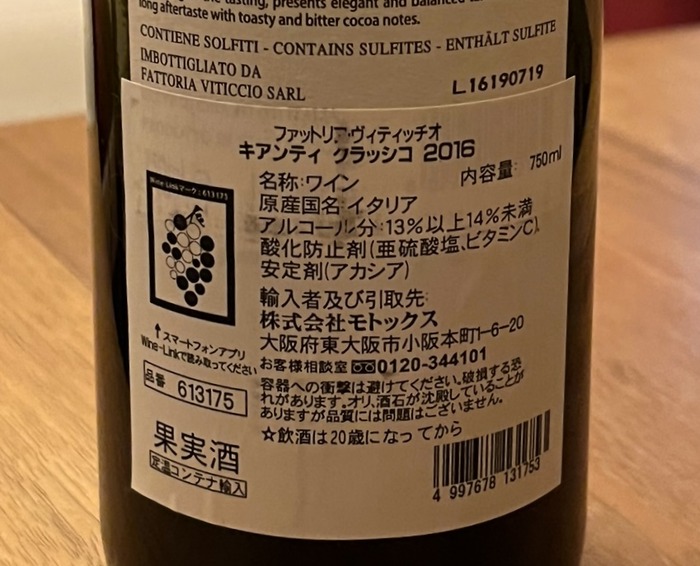 the tasting, presents elegant and balanced
long aftertaste with toasty and bitter cocoa notes.
CONTIENE SOLFITI - CONTAINS SULFITES - ENTHÄLT SULFITE
IMBOTTIGLIATO DA
FATTORIA VITICCIO SARL
L.16190719
ファットリア・ヴィティッチオ
キアンティ クラッシコ 2016
名称:ワイン
内容量: 750ml
原産国名:イタリア
アルコール分:13%以上14%未満
酸化防止剤(亜硫酸塩、ビタミンC)、
安定剤(アカシア)
輸入者及び引取先:
株式会社モトックス
大阪府東大阪市小阪本町1-6-20
お客様相談室 0120-344101
容器への衝撃は避けてください。破損する恐
れがあります。オリ、酒石が沈殿していることが
ありますが品質には問題はございません。
☆飲酒は20歳になってから
Wine-Linkマーク:613175
↑スマートフォンアプリ
Wine-Linkで読み取ってください
品番 613175
果実酒
定温コンテナ輸入
4 997678 131753